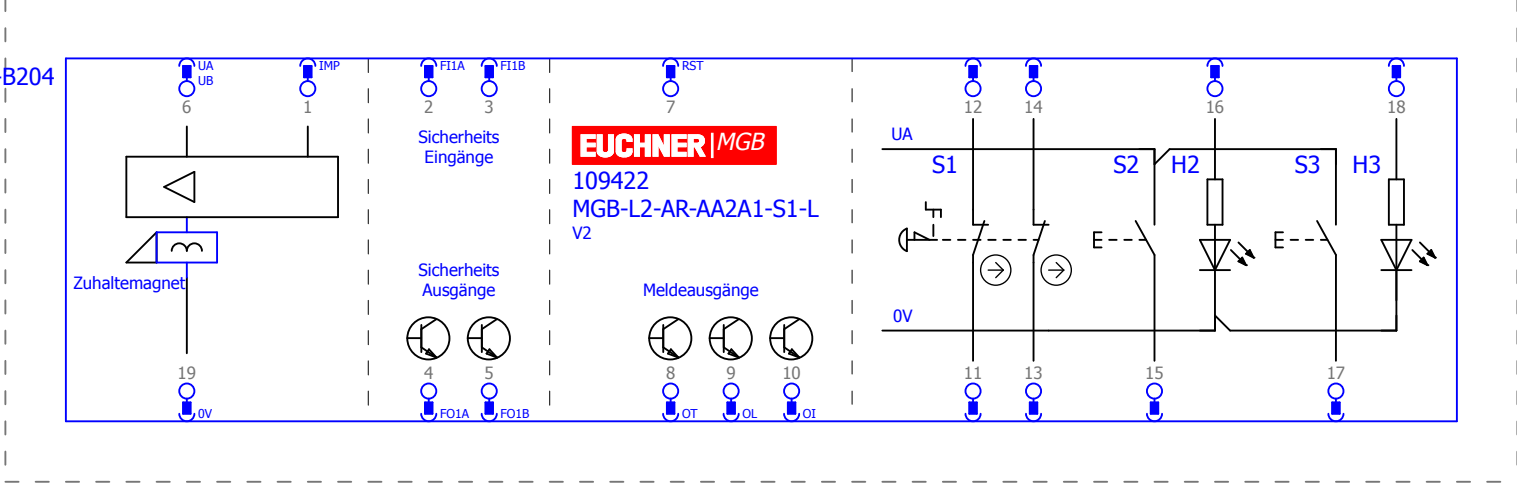 -B204
UA
UB
IMP
FI1A
FI1B
RST
6
1
2
3
7
12
14
16
18
Sicherheits
Eingänge
EUCHNER|MGB
109422
MGB-L2-AR-AA2A1-S1-L
V2
UA
S1
S2
H2
S3
H3
Zuhaltemagnet
Sicherheits
Ausgänge
Meldeausgänge
0V
19
4
5
8
9
10
11
13
15
17
0V
FO1A
FO1B
OT
OL
OI